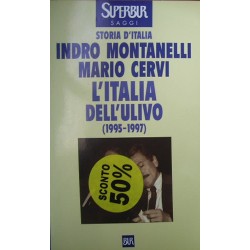 SUPERBUR
SAGGI
STORIA D'ITALIA
INDRO MONTANELLI
MARIO CERVI
L'ITALIA
DELL'ULIVO
(1995-1997)
SCONTO
50%
BUR